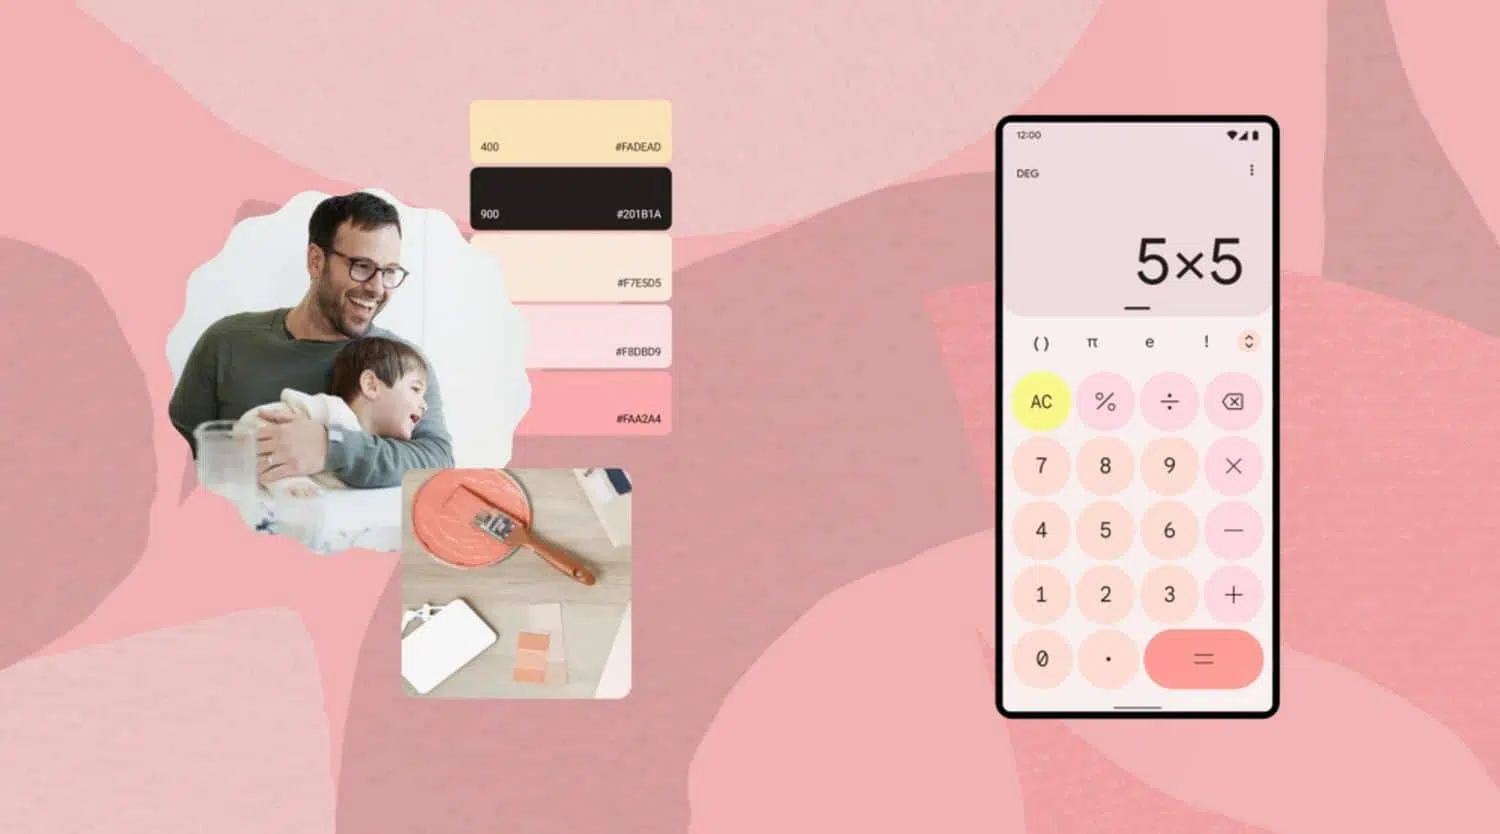 400 #FADEAD
900 #201B1A
#F7E5D5
#F8DBD9
#FAA2A4
12:00
DEG
5×5
() π e !
AC % ÷
7 8 9 ×
4 5 6 −
1 2 3 +
0 . =